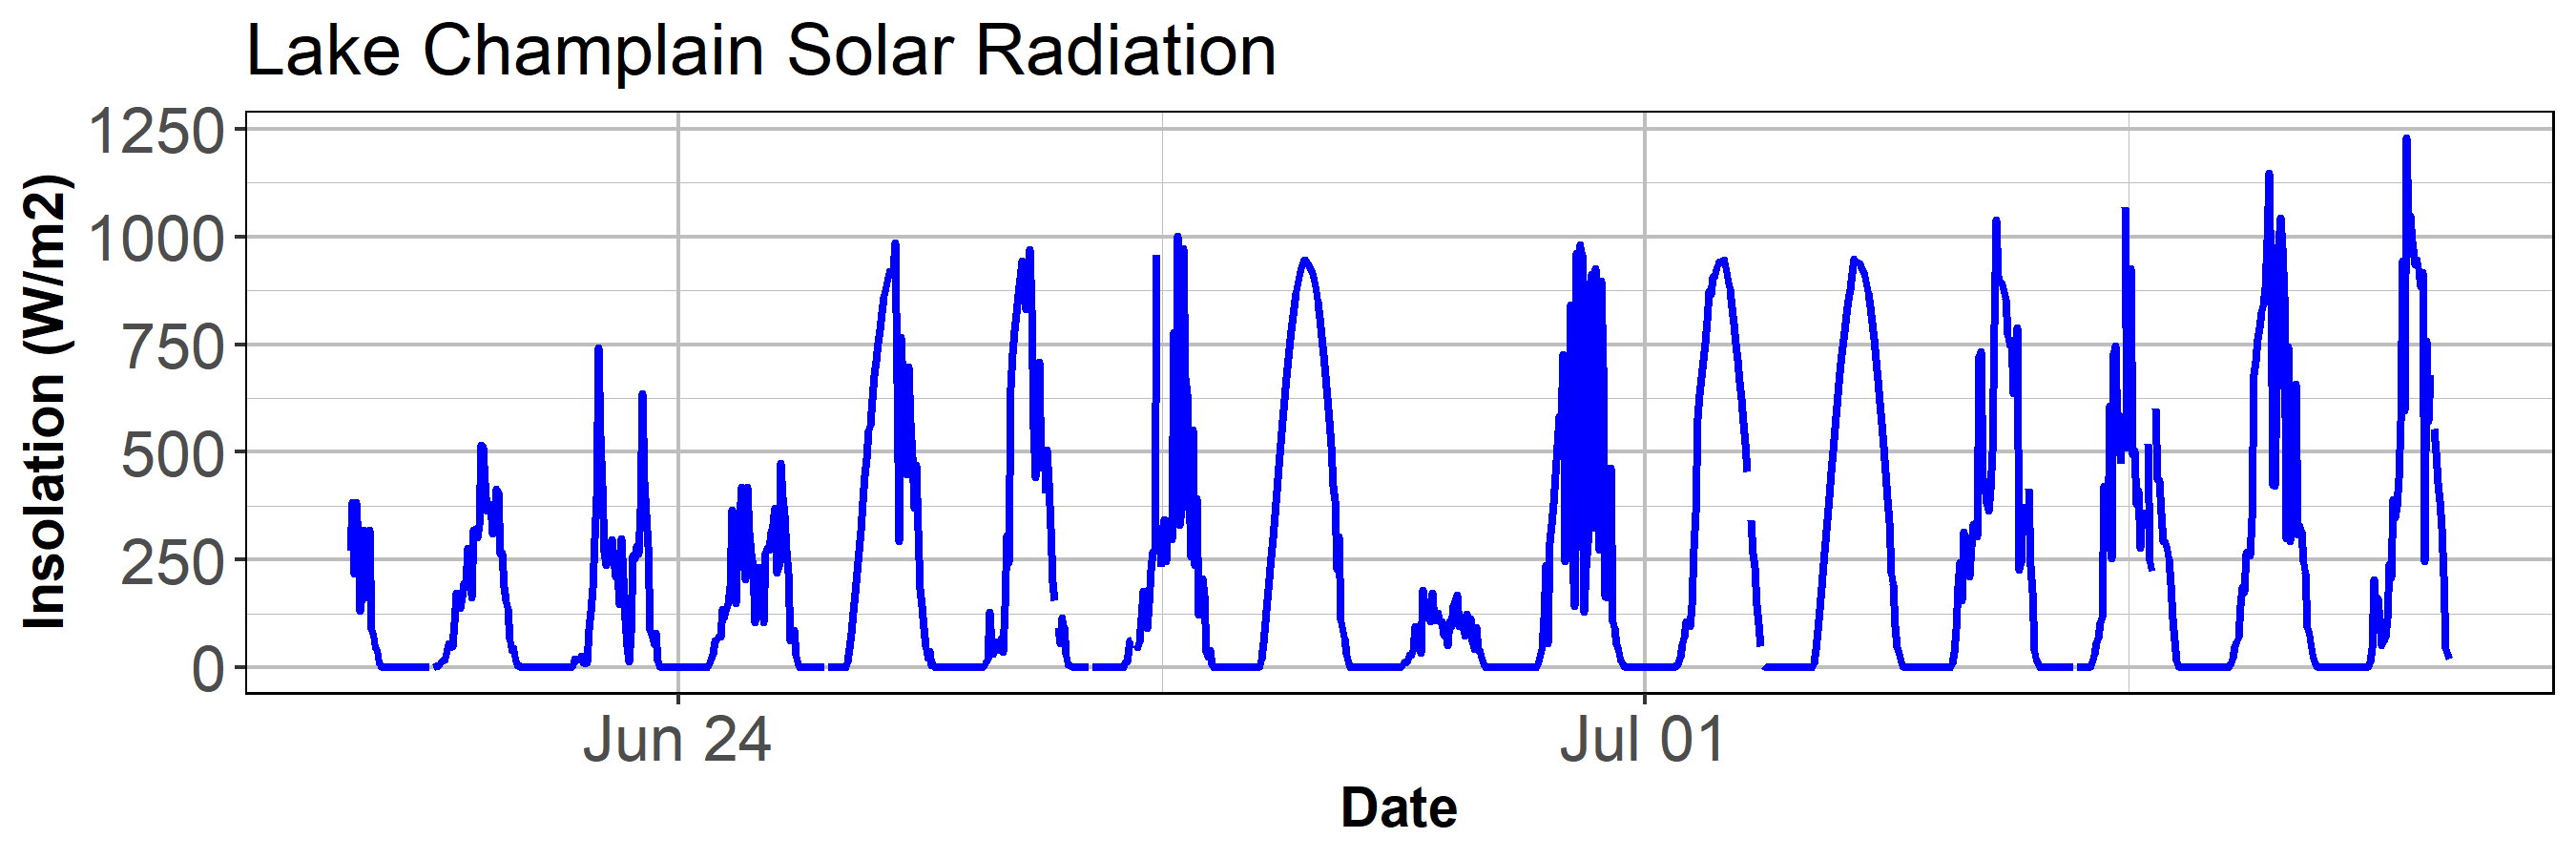 Lake Champlain Solar Radiation
Insolation (W/m2)
1250
1000
750
500
250
0
Jun 24
Jul 01
Date